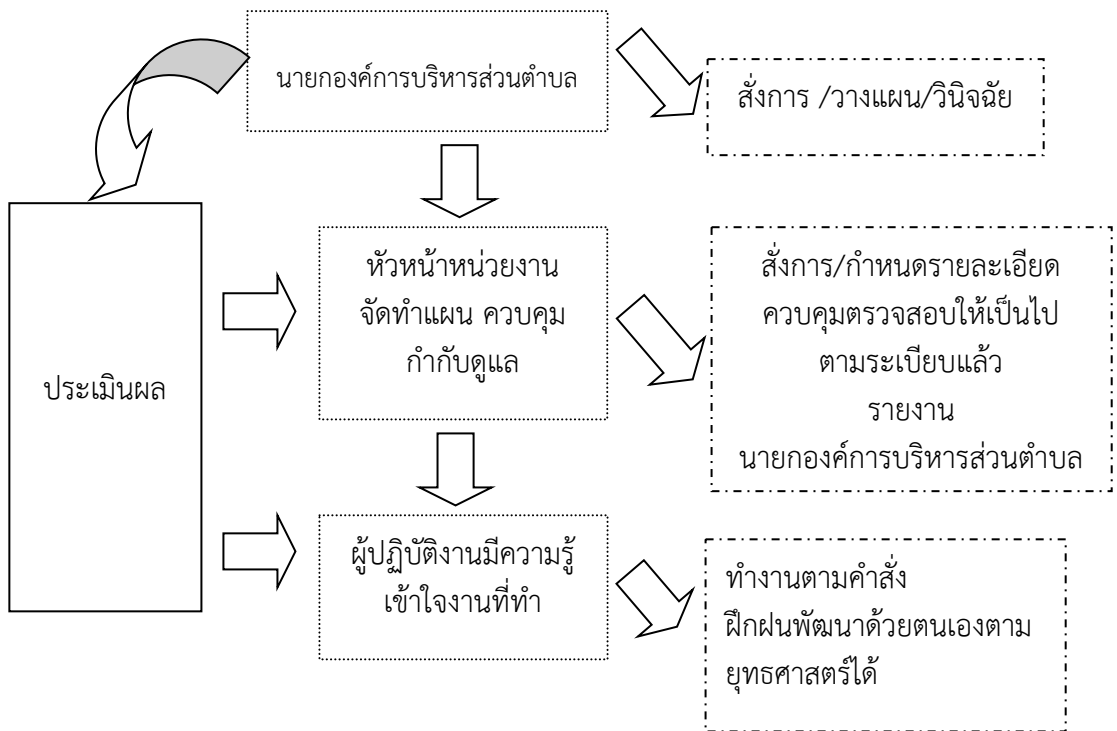 นายกองค์การบริหารส่วนตำบล
สั่งการ /วางแผน/วินิจฉัย
หัวหน้าหน่วยงาน
จัดทำแผน ควบคุม
กำกับดูแล
สั่งการ/กำหนดรายละเอียด
ควบคุมตรวจสอบให้เป็นไป
ตามระเบียบแล้ว
รายงาน
นายกองค์การบริหารส่วนตำบล
ประเมินผล
ผู้ปฏิบัติงานมีความรู้
เข้าใจงานที่ทำ
ทำงานตามคำสั่ง
ฝึกฝนพัฒนาด้วยตนเองตาม
ยุทธศาสตร์ได้